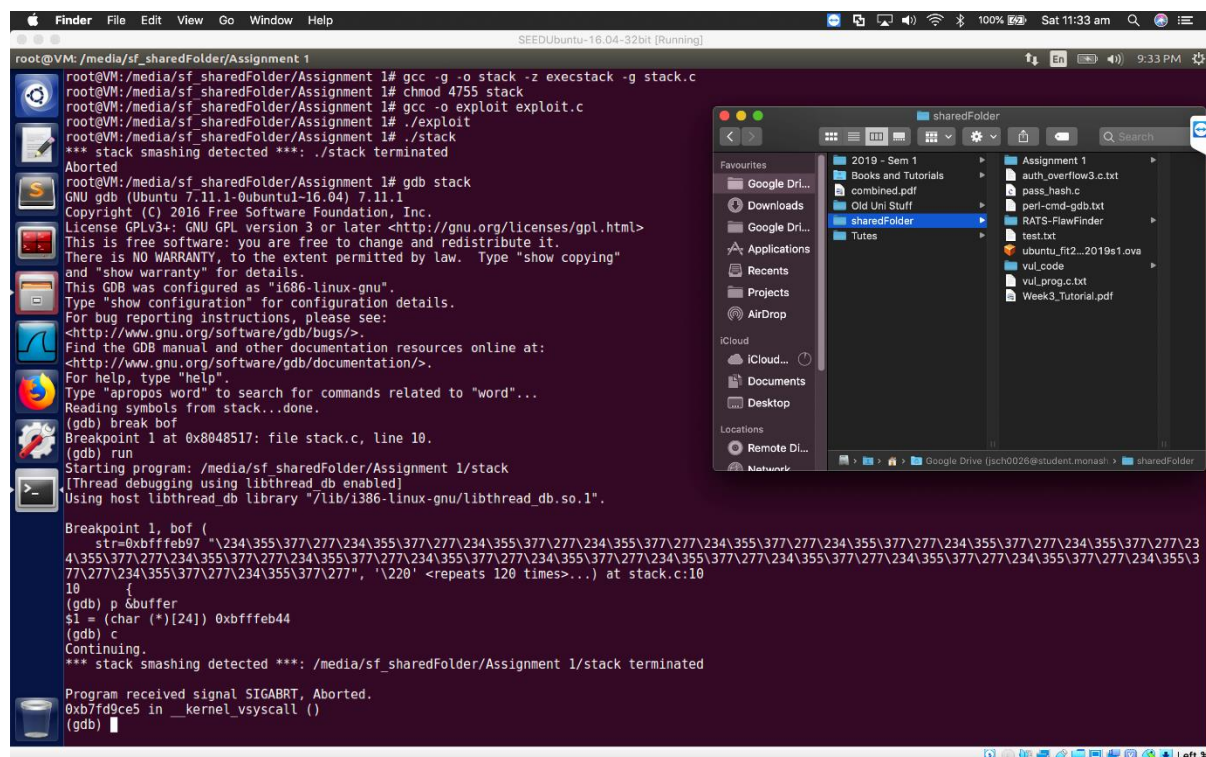 Finder File Edit View Go Window Help 100% Sat 11:33 am
SEEDUbuntu-16.04-32bit [Running]
root@VM: /media/sf_sharedFolder/Assignment 1 En 9:33 PM
root@VM:/media/sf_sharedFolder/Assignment 1# gcc -g -o stack -z execstack -g stack.c
root@VM:/media/sf_sharedFolder/Assignment 1# chmod 4755 stack
root@VM:/media/sf_sharedFolder/Assignment 1# gcc -o exploit exploit.c
root@VM:/media/sf_sharedFolder/Assignment 1# ./exploit
root@VM:/media/sf_sharedFolder/Assignment 1# ./stack
*** stack smashing detected ***: ./stack terminated
Aborted
root@VM:/media/sf_sharedFolder/Assignment 1# gdb stack
GNU gdb (Ubuntu 7.11.1-0ubuntu1~16.04) 7.11.1
Copyright (C) 2016 Free Software Foundation, Inc.
License GPLv3+: GNU GPL version 3 or later <http://gnu.org/licenses/gpl.html>
This is free software: you are free to change and redistribute it.
There is NO WARRANTY, to the extent permitted by law.  Type "show copying"
and "show warranty" for details.
This GDB was configured as "i686-linux-gnu".
Type "show configuration" for configuration details.
For bug reporting instructions, please see:
<http://www.gnu.org/software/gdb/bugs/>.
Find the GDB manual and other documentation resources online at:
<http://www.gnu.org/software/gdb/documentation/>.
For help, type "help".
Type "apropos word" to search for commands related to "word"...
Reading symbols from stack...done.
(gdb) break bof
Breakpoint 1 at 0x8048517: file stack.c, line 10.
(gdb) run
Starting program: /media/sf_sharedFolder/Assignment 1/stack
[Thread debugging using libthread_db enabled]
Using host libthread_db library "/lib/i386-linux-gnu/libthread_db.so.1".
Breakpoint 1, bof (
str=0xbfffeb97 "\234\355\377\277\234\355\377\277\234\355\377\277\234\355\377\277\234\355\377\277\234\355\377\277\234\355\377\277\234\355\377\277\23
4\355\377\277\234\355\377\277\234\355\377\277\234\355\377\277\234\355\377\277\234\355\377\277\234\355\377\277\234\355\377\277\234\355\3
77\277\234\355\377\277\234\355\377\277", '\220' <repeats 120 times>...) at stack.c:10
10 {
(gdb) p &buffer
$1 = (char (*)[24]) 0xbfffeb44
(gdb) c
Continuing.
*** stack smashing detected ***: /media/sf_sharedFolder/Assignment 1/stack terminated
Program received signal SIGABRT, Aborted.
0xb7fd9ce5 in __kernel_vsyscall ()
(gdb)
sharedFolder
Search
Favourites
Google Dri...
Downloads
Google Dri...
Applications
Recents
Projects
AirDrop
iCloud
iCloud...
Documents
Desktop
Locations
Remote Di...
Network
2019 - Sem 1
Books and Tutorials
combined.pdf
Old Uni Stuff
sharedFolder
Tutes
Assignment 1
auth_overflow3.c.txt
pass_hash.c
perl-cmd-gdb.txt
RATS-FlawFinder
test.txt
ubuntu_fit2...2019s1.ova
vul_code
vul_prog.c.txt
Week3_Tutorial.pdf
Google Drive (jsch0026@student.monash > sharedFolder
Left